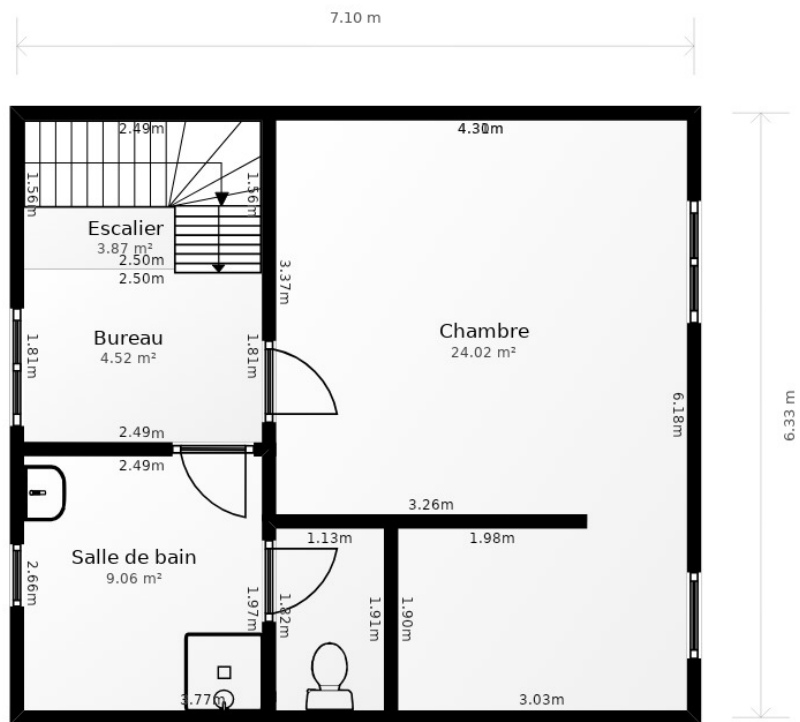 7.10 m
2.49m
4.30m
1.56m
1.56m
Escalier
3.87 m²
2.50m
2.50m
3.37m
Bureau
4.52 m²
1.81m
1.81m
Chambre
24.02 m²
6.18m
6.33 m
2.49m
2.49m
3.26m
1.13m
1.98m
Salle de bain
9.06 m²
2.66m
1.97m
1.82m
1.91m
1.90m
3.77m
3.03m